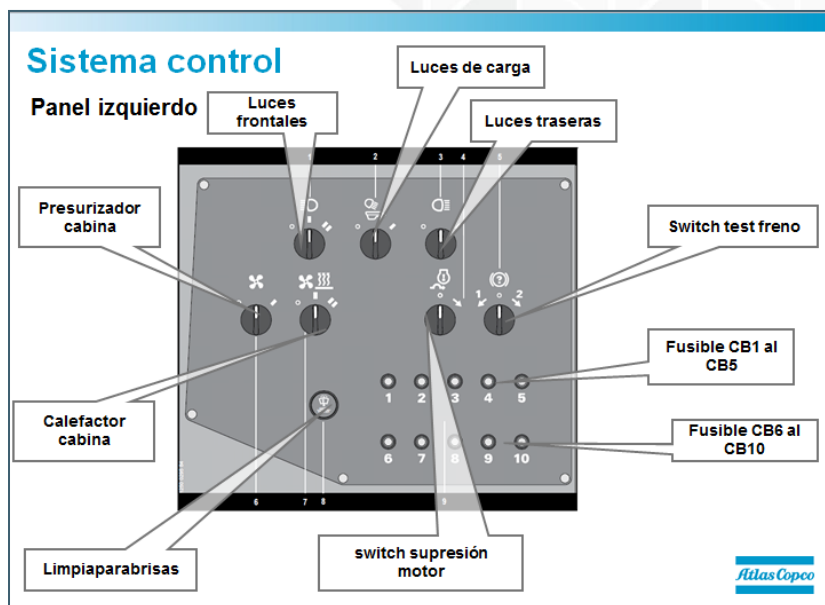 Sistema control
Panel izquierdo
Luces
frontales
Luces de carga
Luces traseras
Presurizador
cabina
Switch test freno
Calefactor
cabina
Fusible CB1 al
CB5
Fusible CB6 al
CB10
Limpiaparabrisas
switch supresión
motor
1 2 3 4 5
1 2
1 2 3 4 5
6 7 8 9 10
6 7 8 9
Atlas Copco